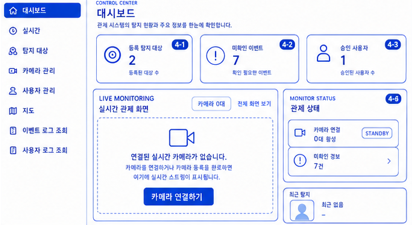 대시보드
실시간
탐지 대상
카메라 관리
사용자 관리
지도
이벤트 로그 조회
사용자 로그 조회
CONTROL CENTER
대시보드
관제 시스템의 탐지 현황과 주요 정보를 한눈에 확인합니다.
등록 탐지 대상
4-1
2
등록된 대상 수
미확인 이벤트
4-2
7
확인 필요한 이벤트
승인 사용자
4-3
1
승인된 사용자 수
LIVE MONITORING
실시간 관제 화면
카메라 0대
전체 화면 보기
연결된 실시간 카메라가 없습니다.
카메라를 연결하거나 카메라 등록을 완료하면
여기에 실시간 스트림이 표시됩니다.
카메라 연결하기
MONITOR STATUS
관제 상태
카메라 연결
0대 활성
STANDBY
미확인 경보
7건
최근 탐지
최근 없음
–